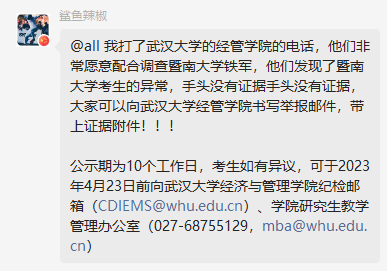 鲨鱼辣椒
@all 我打了武汉大学的经管学院的电话，他们非
常愿意配合调查暨南大学铁军，他们发现了暨南
大学考生的异常，手头没有证据手头没有证据，
大家可以向武汉大学经管学院书写举报邮件，带
上证据附件！！！
公示期为10个工作日，考生如有异议，可于2023
年4月23日前向武汉大学经济与管理学院纪检邮
箱（CDIEMS@whu.edu.cn）、学院研究生教学
管理办公室（027-68755129，mba@whu.edu.
cn）